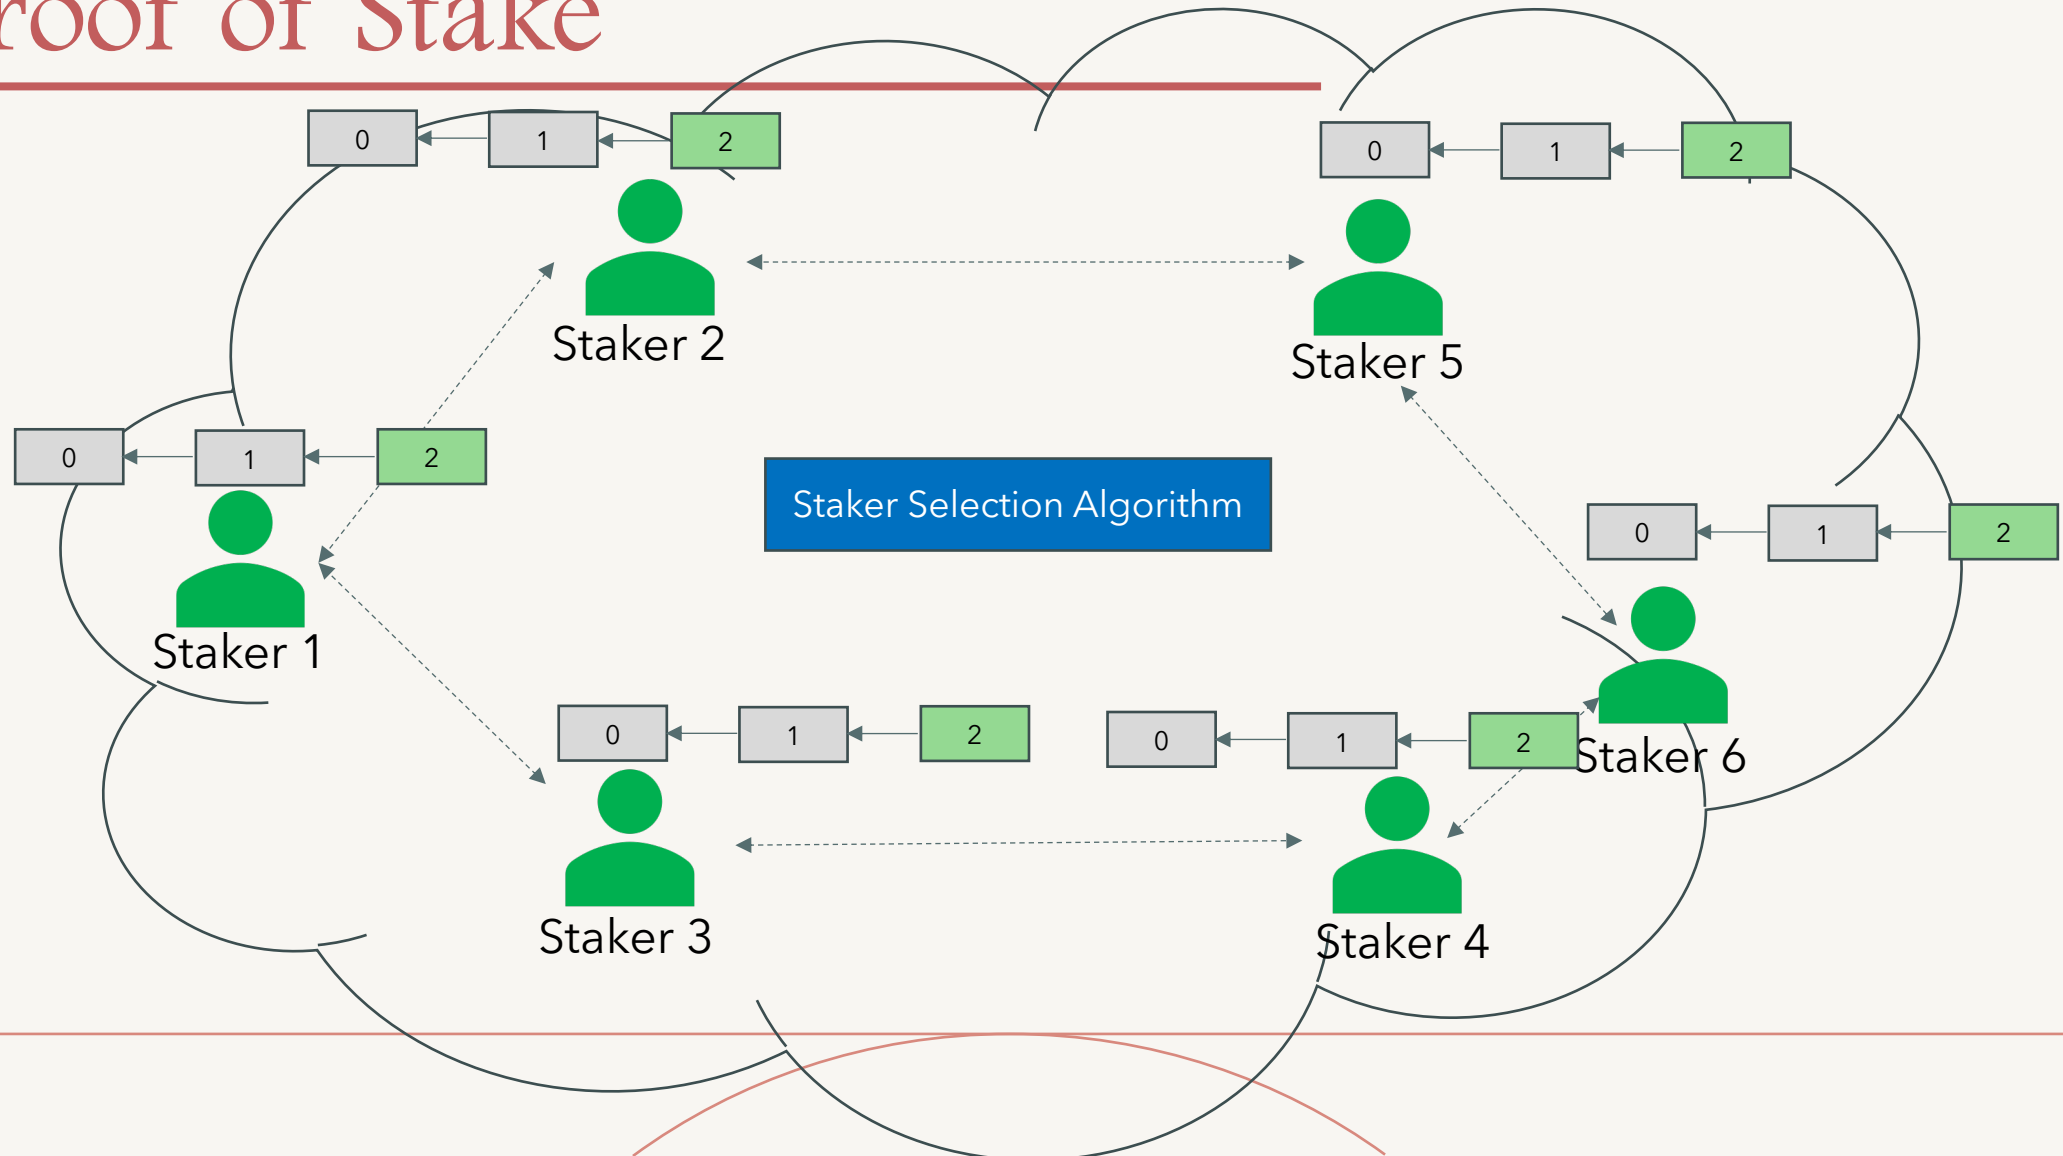 roof of Stake
0 1 2
0 1 2
Staker 2
Staker 5
0 1 2
Staker Selection Algorithm
0 1 2
Staker 1
0 1 2
0 1 2
Staker 6
Staker 3
Staker 4